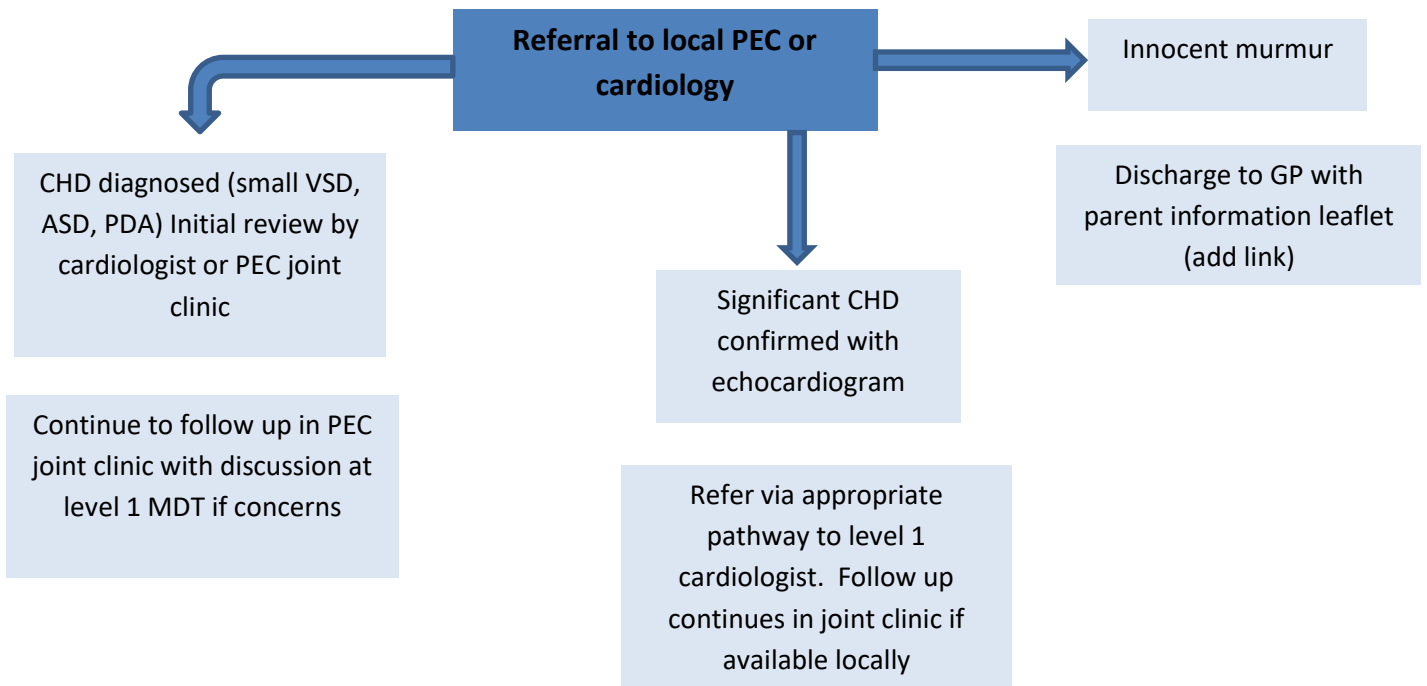 Referral to local PEC or
cardiology
Innocent murmur
CHD diagnosed (small VSD,
ASD, PDA) Initial review by
cardiologist or PEC joint
clinic
Discharge to GP with
parent information leaflet
(add link)
Significant CHD
confirmed with
echocardiogram
Continue to follow up in PEC
joint clinic with discussion at
level 1 MDT if concerns
Refer via appropriate
pathway to level 1
cardiologist.  Follow up
continues in joint clinic if
available locally